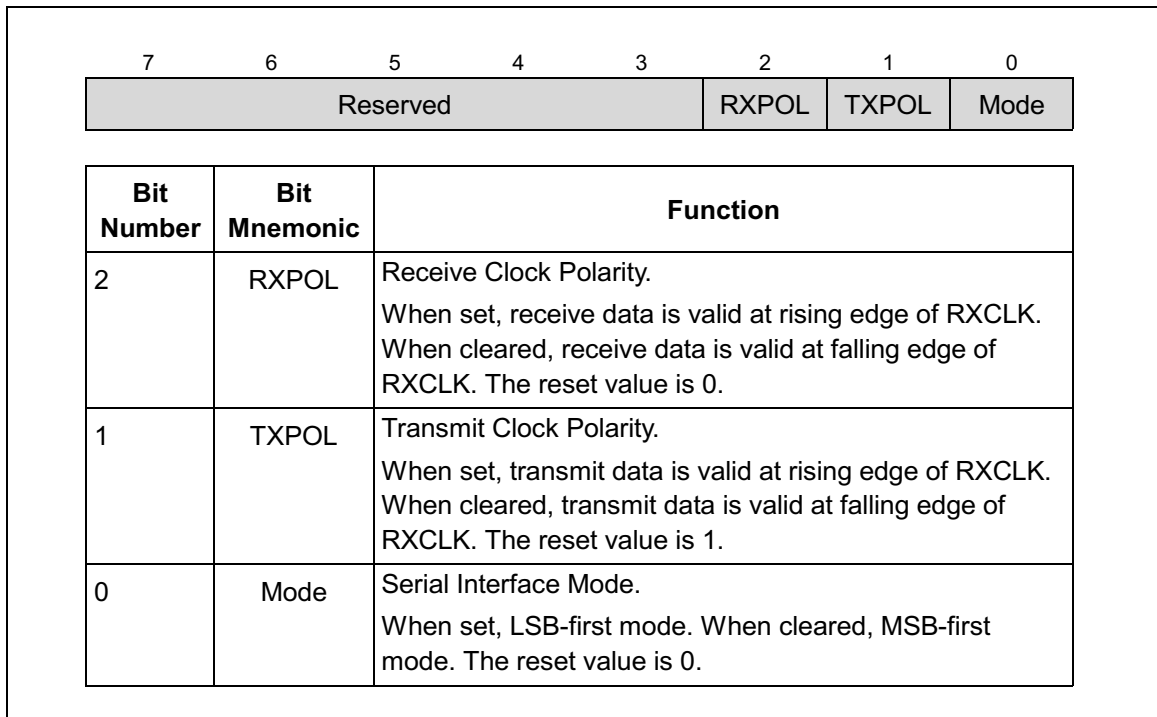 7 6 5 4 3 2 1 0
Reserved RXPOL TXPOL Mode
Bit Number Bit Mnemonic Function
2 RXPOL Receive Clock Polarity.
When set, receive data is valid at rising edge of RXCLK.
When cleared, receive data is valid at falling edge of
RXCLK. The reset value is 0.
1 TXPOL Transmit Clock Polarity.
When set, transmit data is valid at rising edge of RXCLK.
When cleared, transmit data is valid at falling edge of
RXCLK. The reset value is 1.
0 Mode Serial Interface Mode.
When set, LSB-first mode. When cleared, MSB-first
mode. The reset value is 0.